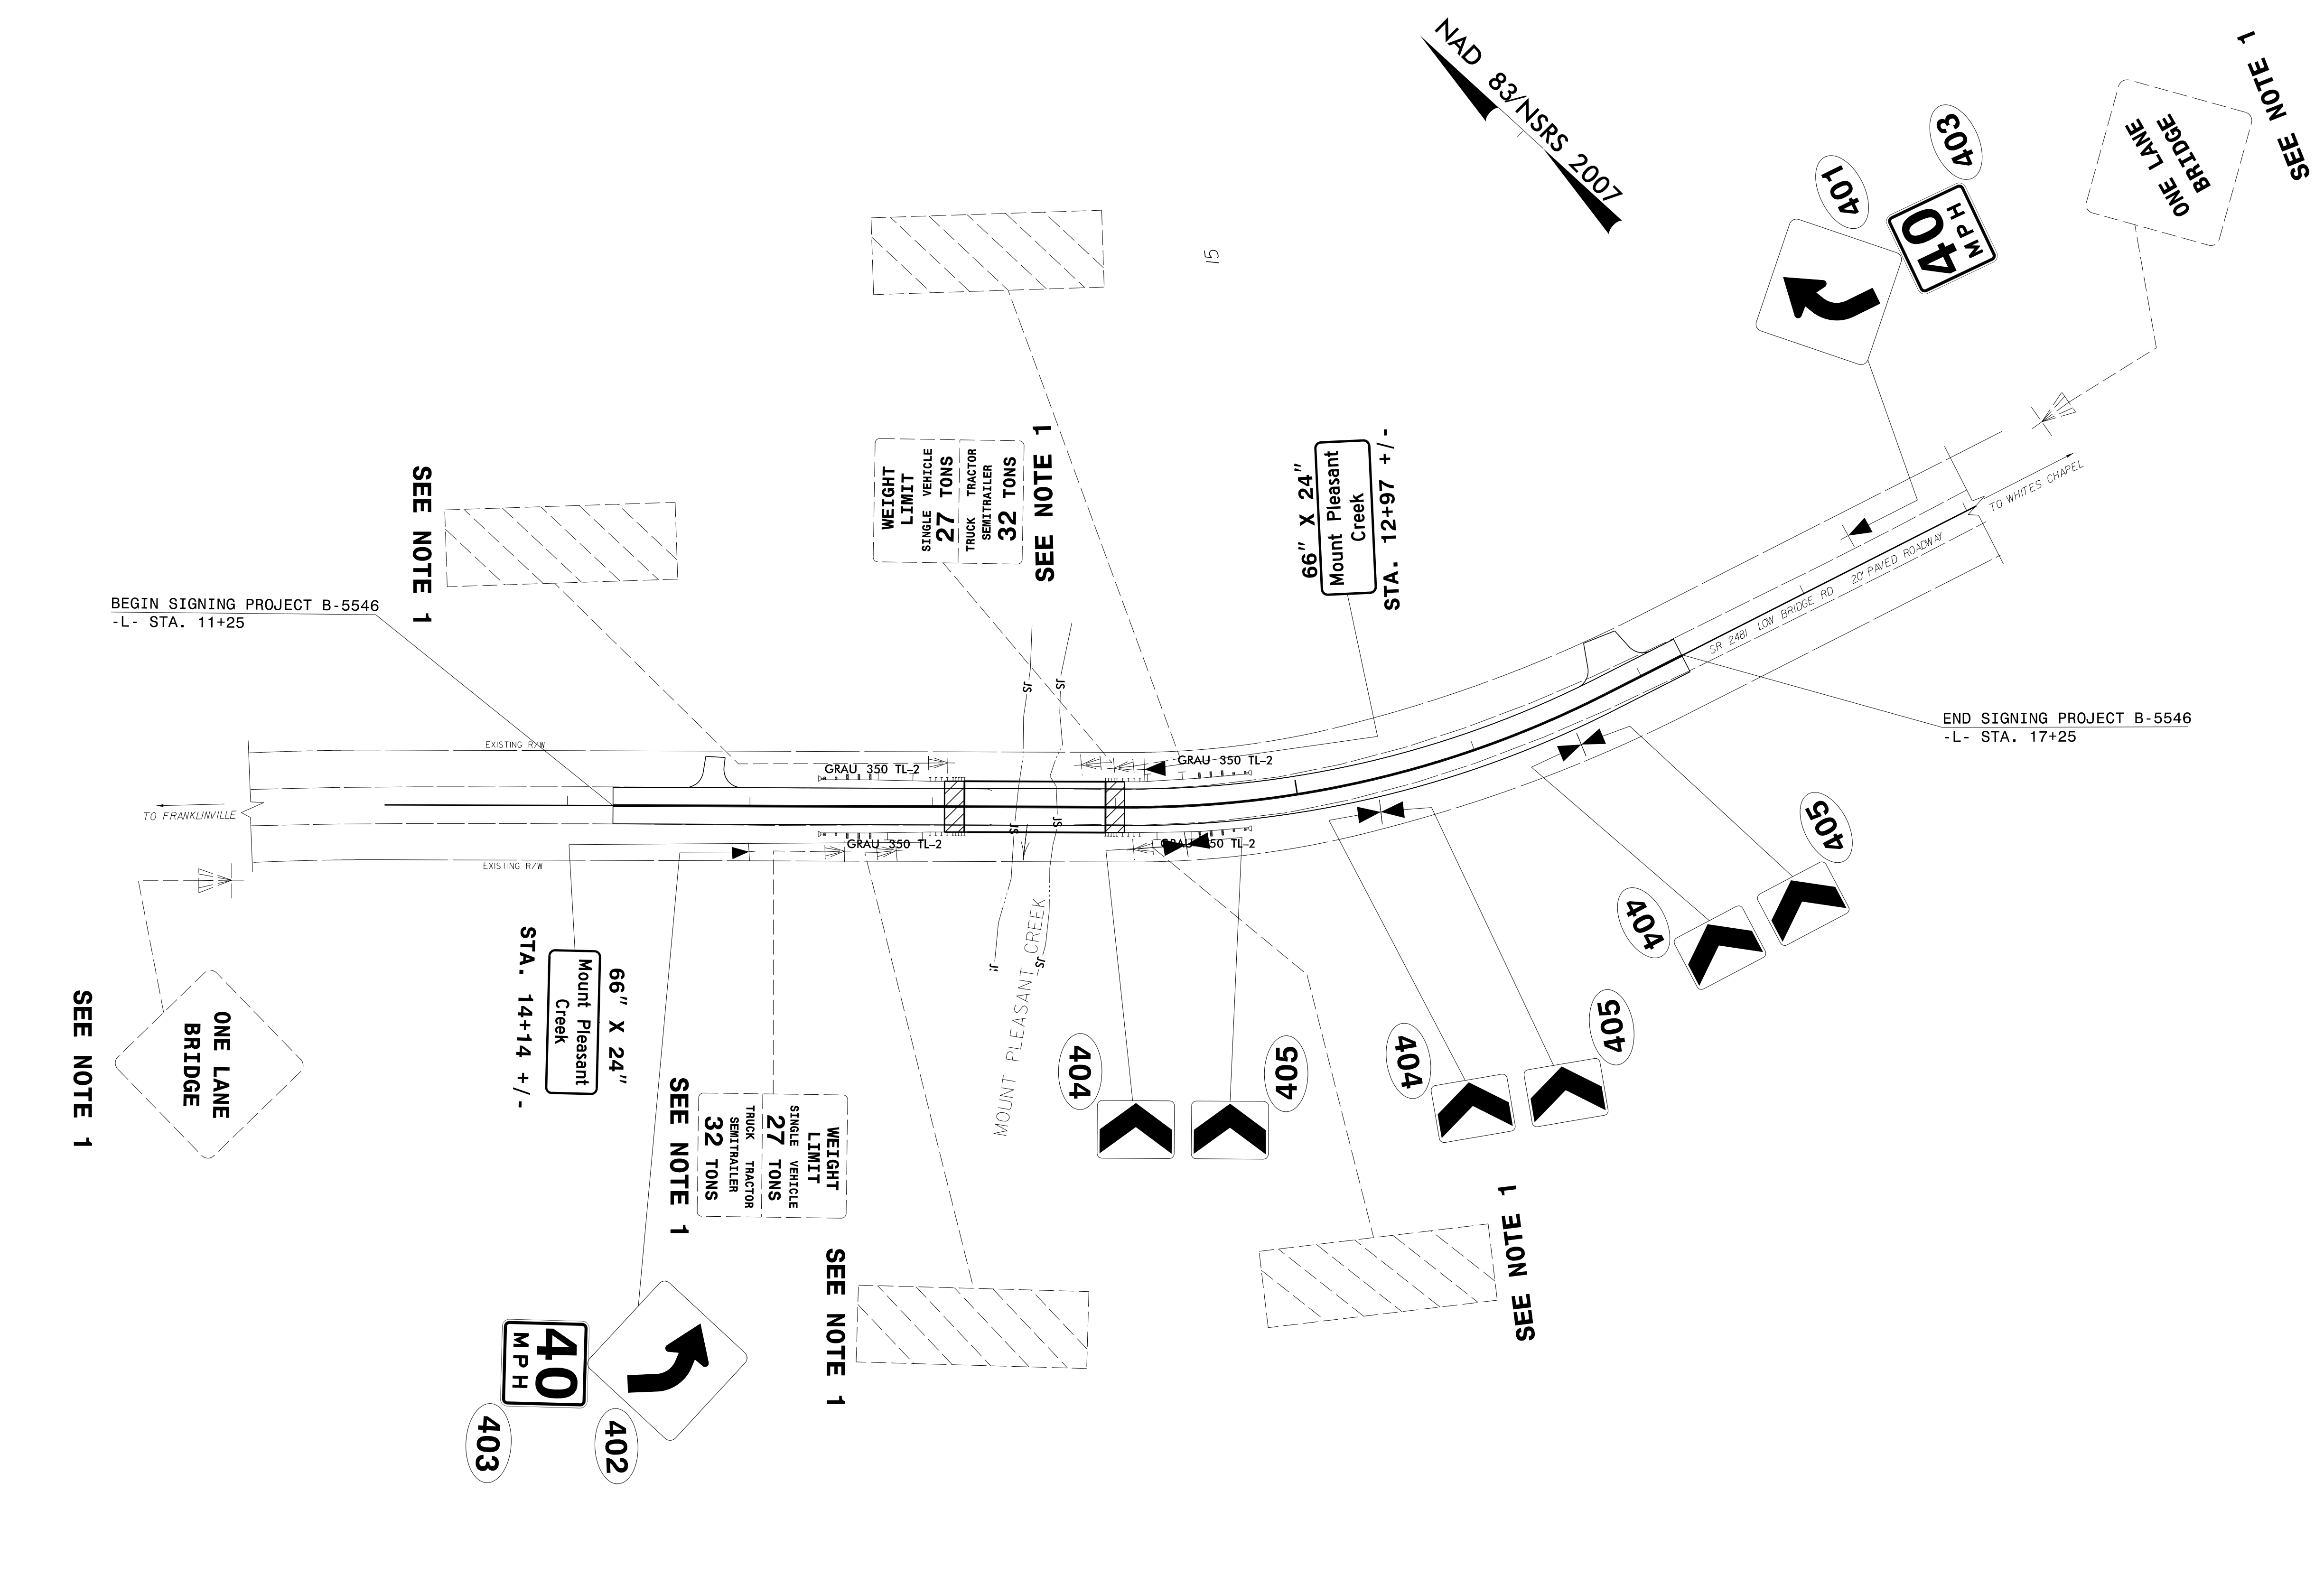 NAD 83/NSRS 2007
SEE NOTE 1
ONE LANE
BRIDGE
403
40
MPH
401
15
SEE NOTE 1
WEIGHT
LIMIT
SINGLE VEHICLE
27 TONS
TRUCK TRACTOR
SEMITRAILER
32 TONS
SEE NOTE 1
66" X 24"
Mount Pleasant
Creek
STA. 12+97 +/-
TO WHITES CHAPEL
20' PAVED ROADWAY
SR 2481 LOW BRIDGE RD
BEGIN SIGNING PROJECT B-5546
-L- STA. 11+25
END SIGNING PROJECT B-5546
-L- STA. 17+25
JS
JS
EXISTING R/W
GRAU 350 TL-2
GRAU 350 TL-2
TO FRANKLINVILLE
JS
JS
GRAU 350 TL-2
GRAU 350 TL-2
EXISTING R/W
MOUNT PLEASANT CREEK
JS
SEE NOTE 1
ONE LANE
BRIDGE
66" X 24"
Mount Pleasant
Creek
STA. 14+14 +/-
SEE NOTE 1
WEIGHT
LIMIT
SINGLE VEHICLE
27 TONS
TRUCK TRACTOR
SEMITRAILER
32 TONS
404
405
404
405
404
405
SEE NOTE 1
SEE NOTE 1
40
MPH
403
402